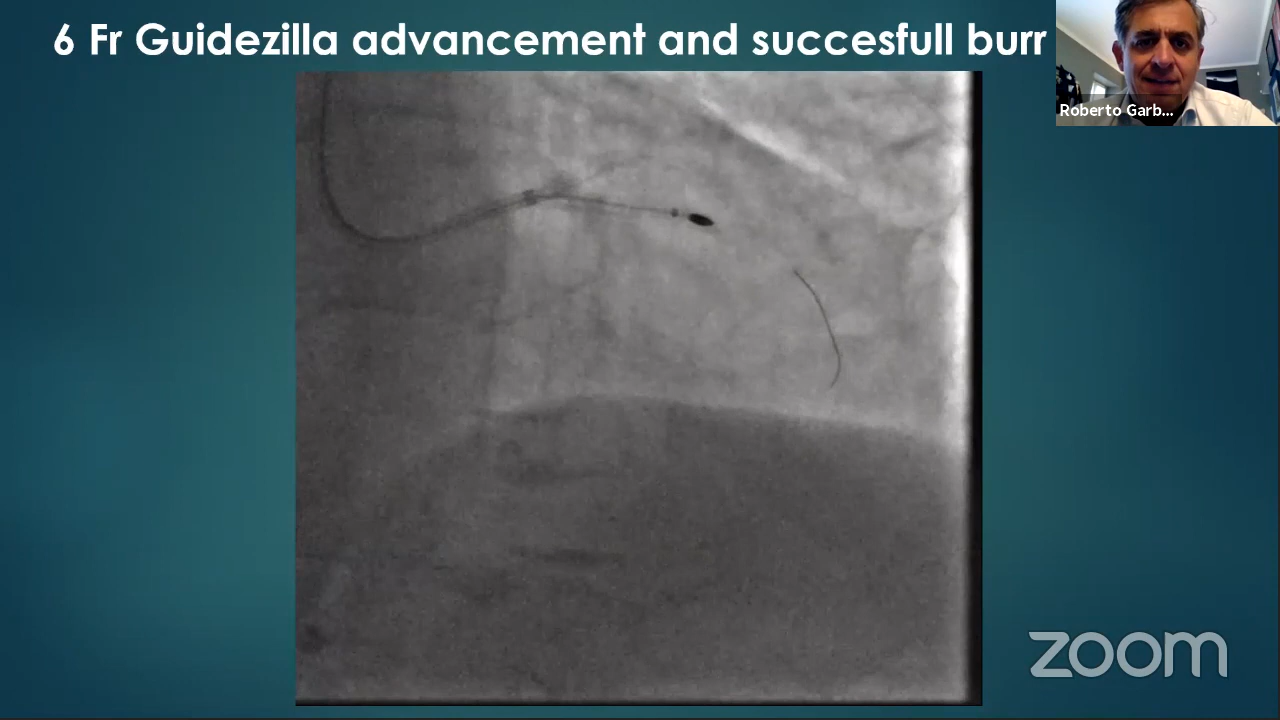 6 Fr Guidezilla advancement and succesfull burr
Roberto Garb...
zoom